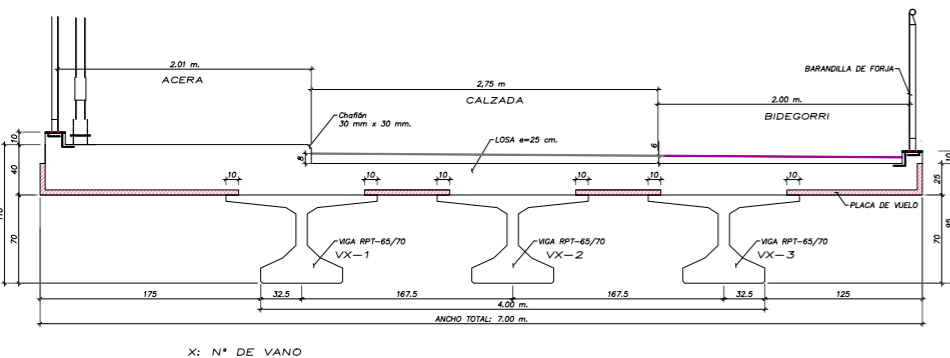 2.01 m.
ACERA
2,75 m
CALZADA
2.00 m.
BIDEGORRI
BARANDILLA DE FORJA
Chaflán
30 mm x 30 mm.
LOSA e=25 cm.
10
8
6
10
40
25
10
10
10
10
10
10
PLACA DE VUELO
110
70
70
95
VIGA RPT-65/70
VX-1
VIGA RPT-65/70
VX-2
VIGA RPT-65/70
VX-3
175
32.5
167.5
167.5
32.5
125
4.00 m.
ANCHO TOTAL: 7.00 m.
X: Nº DE VANO